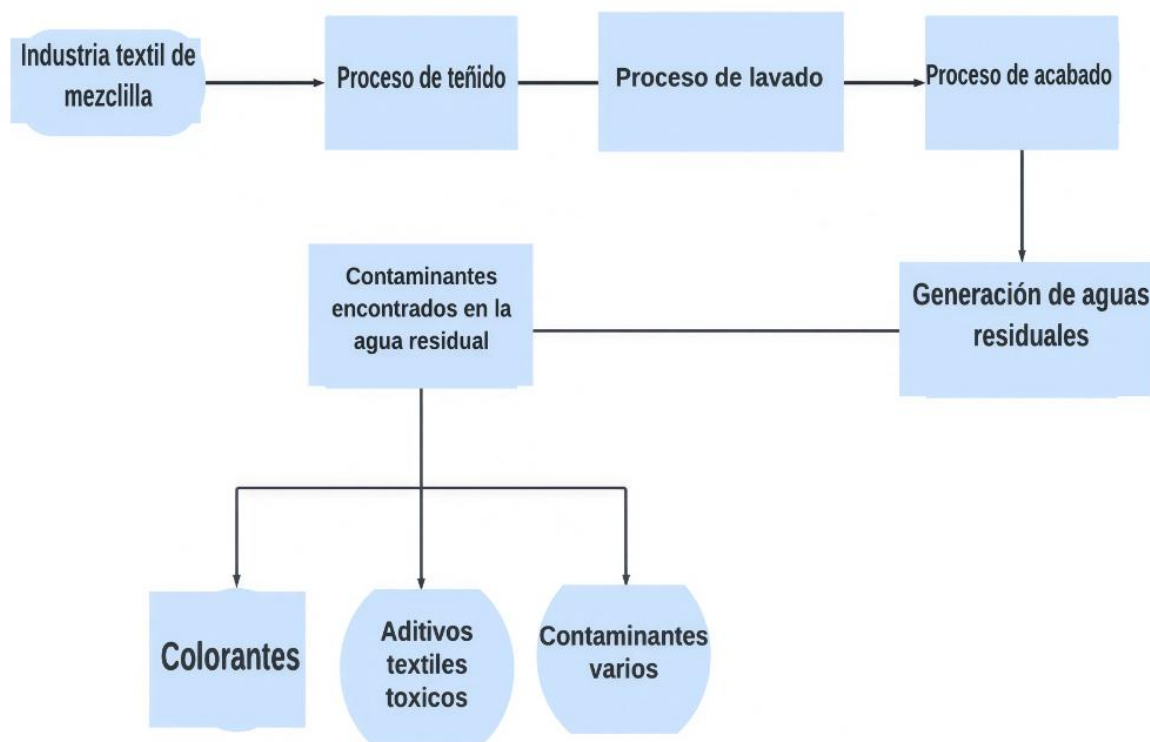 Industria textil de
mezclilla
Proceso de teñido
Proceso de lavado
Proceso de acabado
Generación de aguas
residuales
Contaminantes
encontrados en la
agua residual
Colorantes
Aditivos
textiles
toxicos
Contaminantes
varios